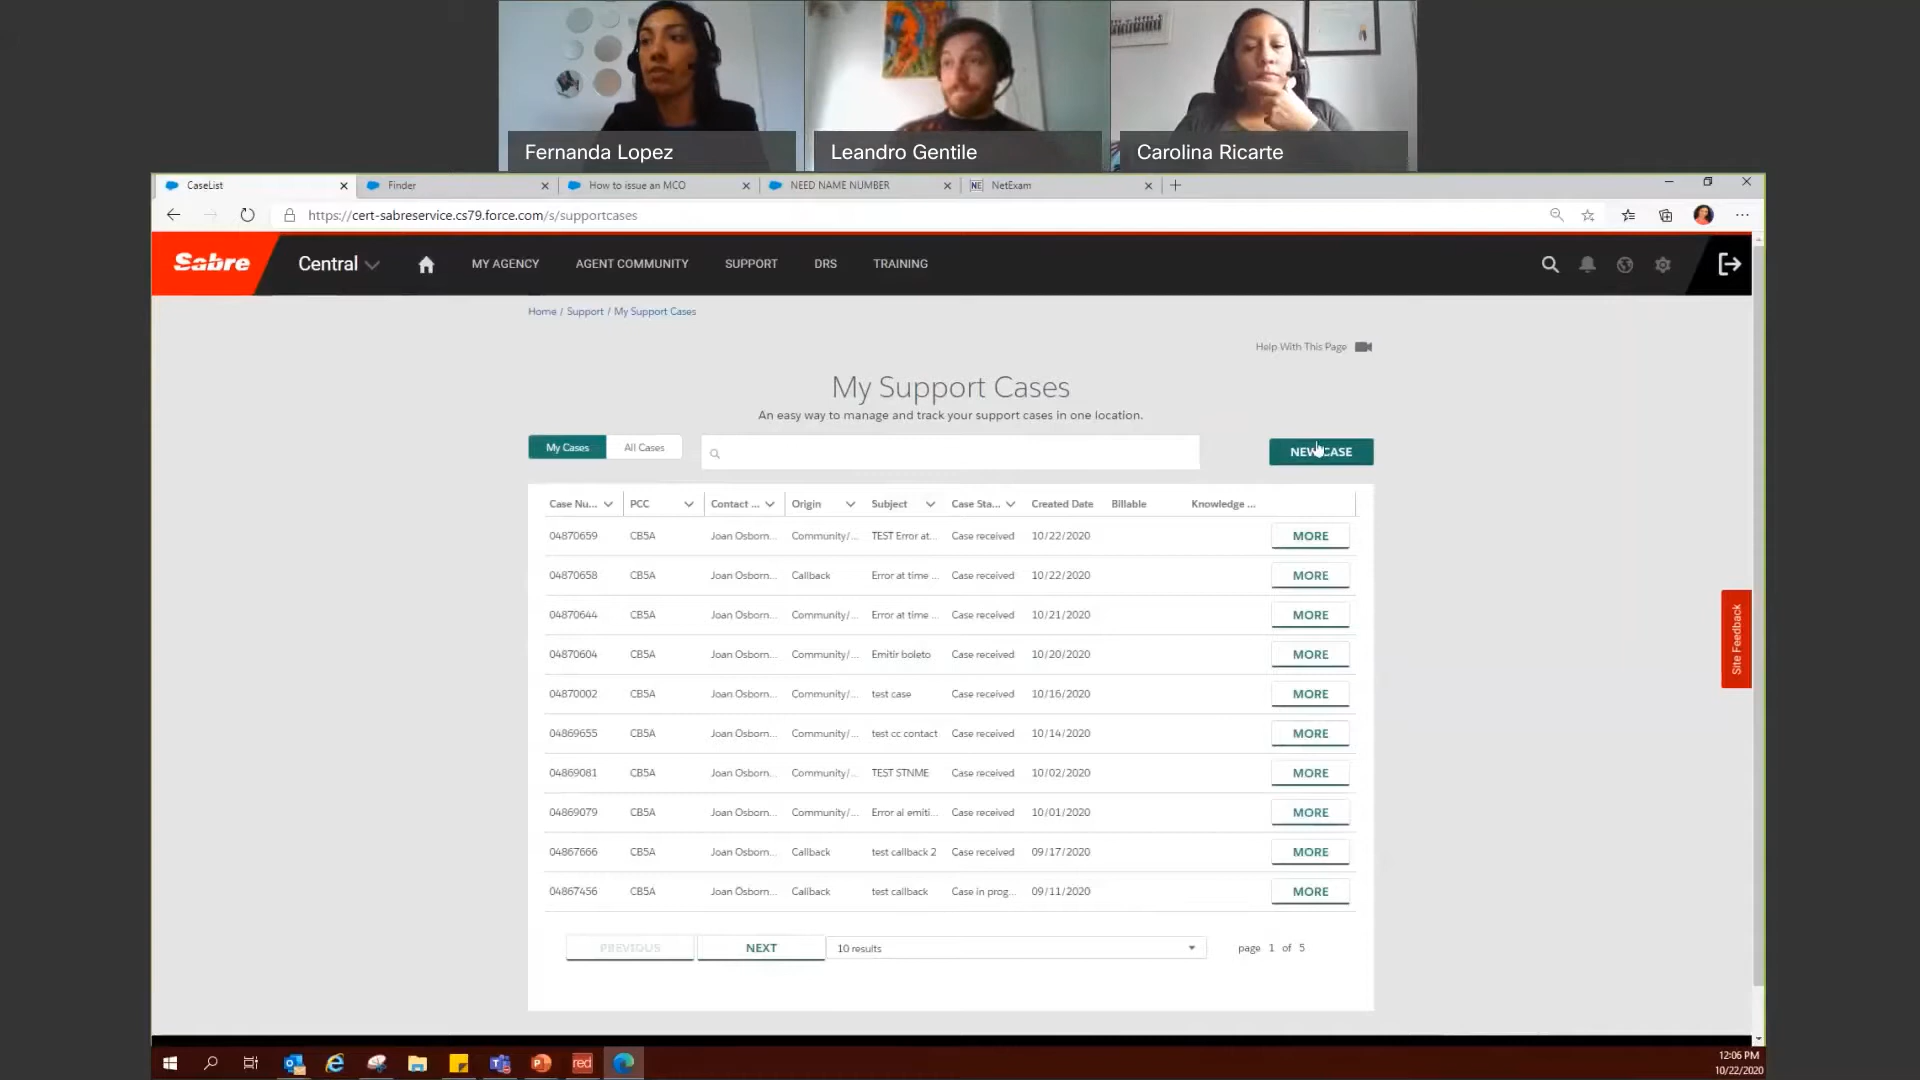 Fernanda Lopez
Leandro Gentile
Carolina Ricarte
CaseList
Finder
How to issue an MCO
NEED NAME NUMBER
NE NetExam
https://cert-sabreservice.cs79.force.com/s/supportcases
Sabre
Central
MY AGENCY
AGENT COMMUNITY
SUPPORT
DRS
TRAINING
Home / Support / My Support Cases
Help With This Page
My Support Cases
An easy way to manage and track your support cases in one location.
My Cases
All Cases
NEW CASE
Case Nu... PCC Contact ... Origin Subject Case Sta... Created Date Billable Knowledge ...
04870659 CB5A Joan Osborn... Community/... TEST Error at... Case received 10/22/2020 MORE
04870658 CB5A Joan Osborn... Callback Error at time ... Case received 10/22/2020 MORE
04870644 CB5A Joan Osborn... Community/... Error at time ... Case received 10/21/2020 MORE
04870604 CB5A Joan Osborn... Community/... Emitir boleto Case received 10/20/2020 MORE
04870002 CB5A Joan Osborn... Community/... test case Case received 10/16/2020 MORE
04869655 CB5A Joan Osborn... Community/... test cc contact Case received 10/14/2020 MORE
04869081 CB5A Joan Osborn... Community/... TEST STNME Case received 10/02/2020 MORE
04869079 CB5A Joan Osborn... Community/... Error al emiti... Case received 10/01/2020 MORE
04867666 CB5A Joan Osborn... Callback test callback 2 Case received 09/17/2020 MORE
04867456 CB5A Joan Osborn... Callback test callback Case in prog... 09/11/2020 MORE
PREVIOUS NEXT 10 results page 1 of 5
Site Feedback
red
12:06 PM
10/22/2020